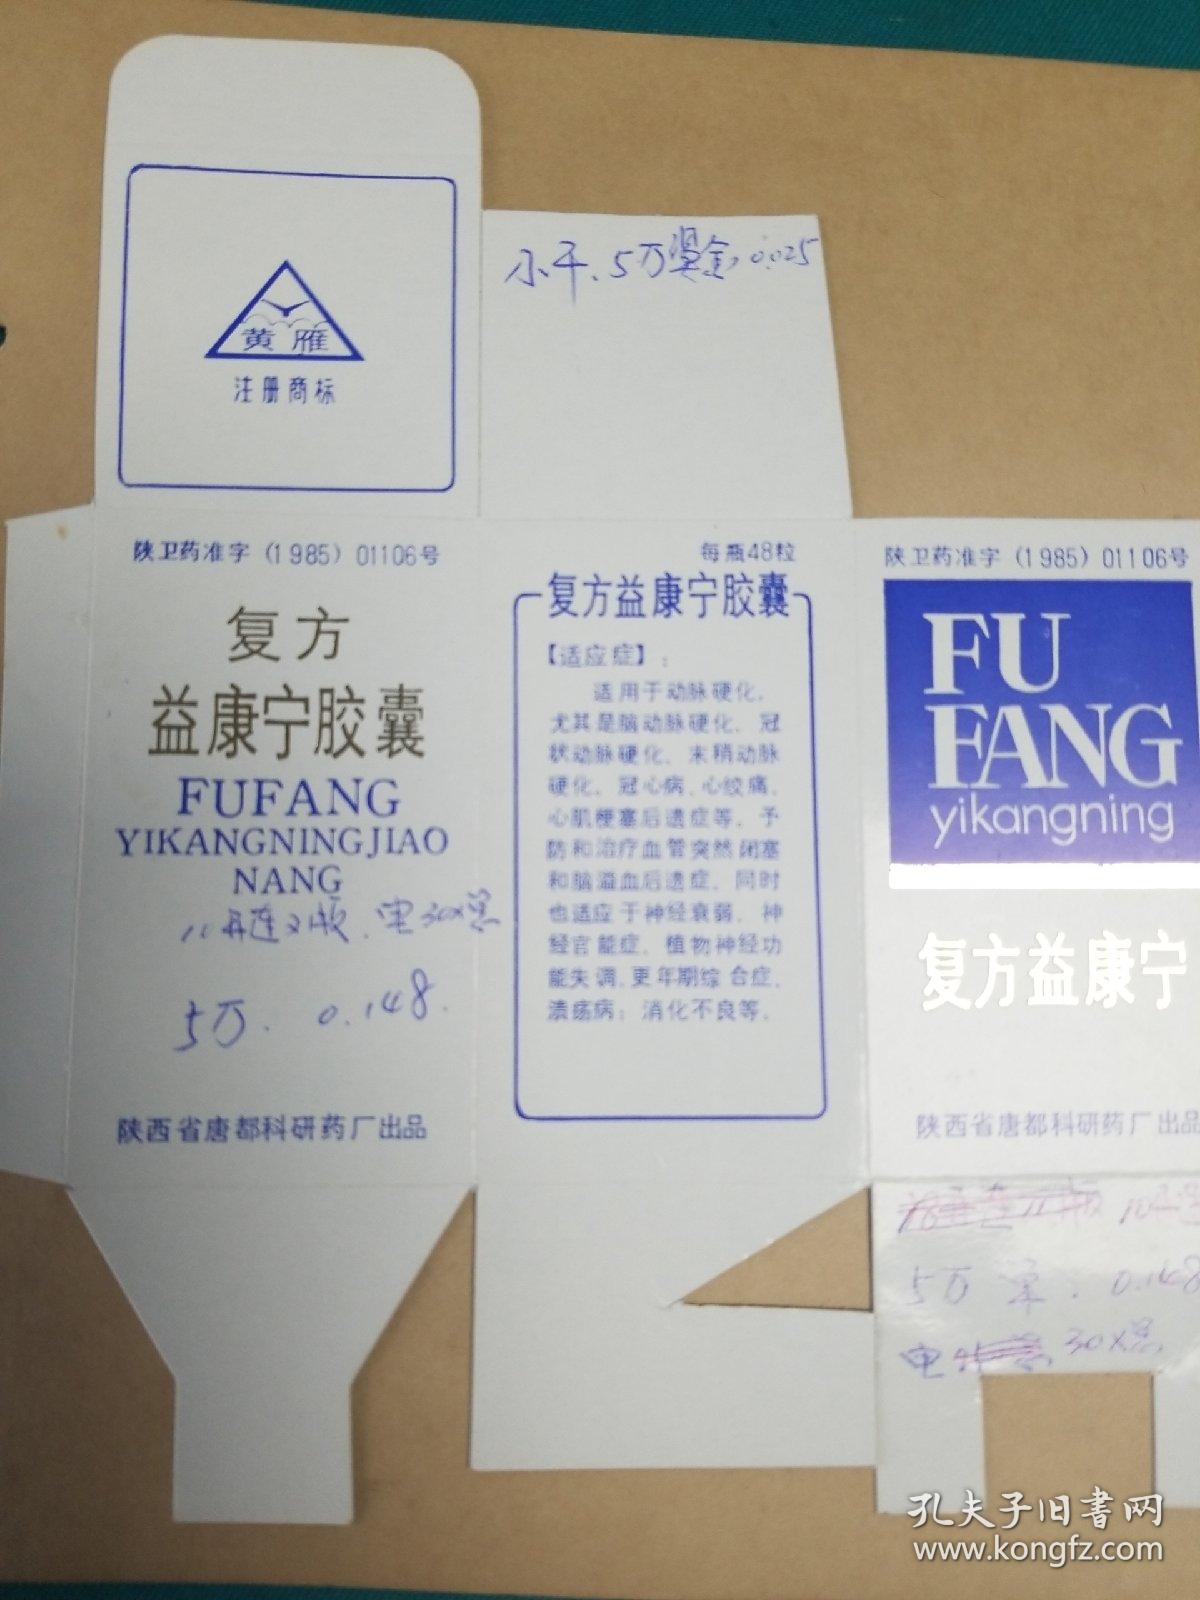 黄雁
注册商标
小干、5万烫金 0.025
陕卫药准字(1985)01106号
复方
益康宁胶囊
FUFANG
YIKANGNINGJIAO
NANG
5万. 0.148.
陕西省唐都科研药厂出品
每瓶48粒
复方益康宁胶囊
【适应症】:
适用于动脉硬化、
尤其是脑动脉硬化、冠
状动脉硬化、末稍动脉
硬化、冠心病、心绞痛、
心肌梗塞后遗症等、予
防和治疗血管突然闭塞
和脑溢血后遗症、同时
也适应于神经衰弱、神
经官能症、植物神经功
能失调、更年期综合症、
溃疡病；消化不良等。
陕卫药准字(1985)01106号
FU
FANG
yikangning
复方益康宁
陕西省唐都科研药厂出品
5万 0.148
孔夫子旧书网
www.kongfz.com